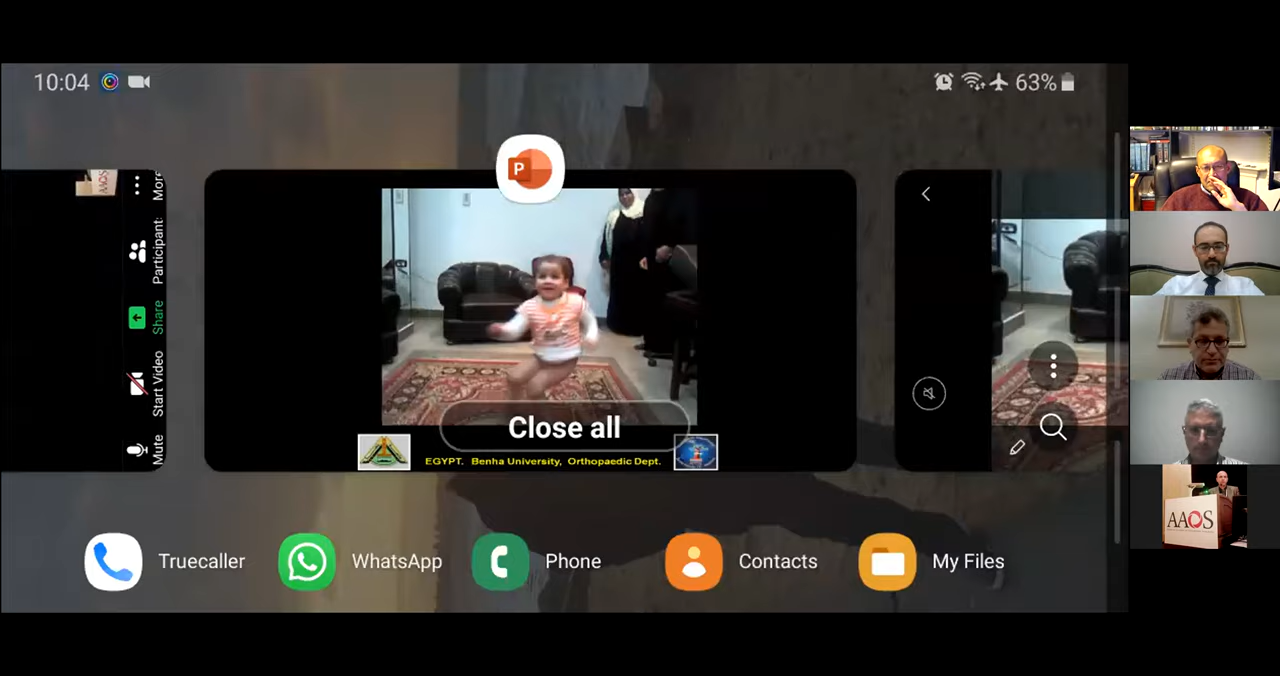 10:04
63%
P
More
Participant:
Share
Start Video
Mute
AAOS
Close all
EGYPT. Benha University, Orthopaedic Dept.
Truecaller
WhatsApp
Phone
Contacts
My Files
AAOS